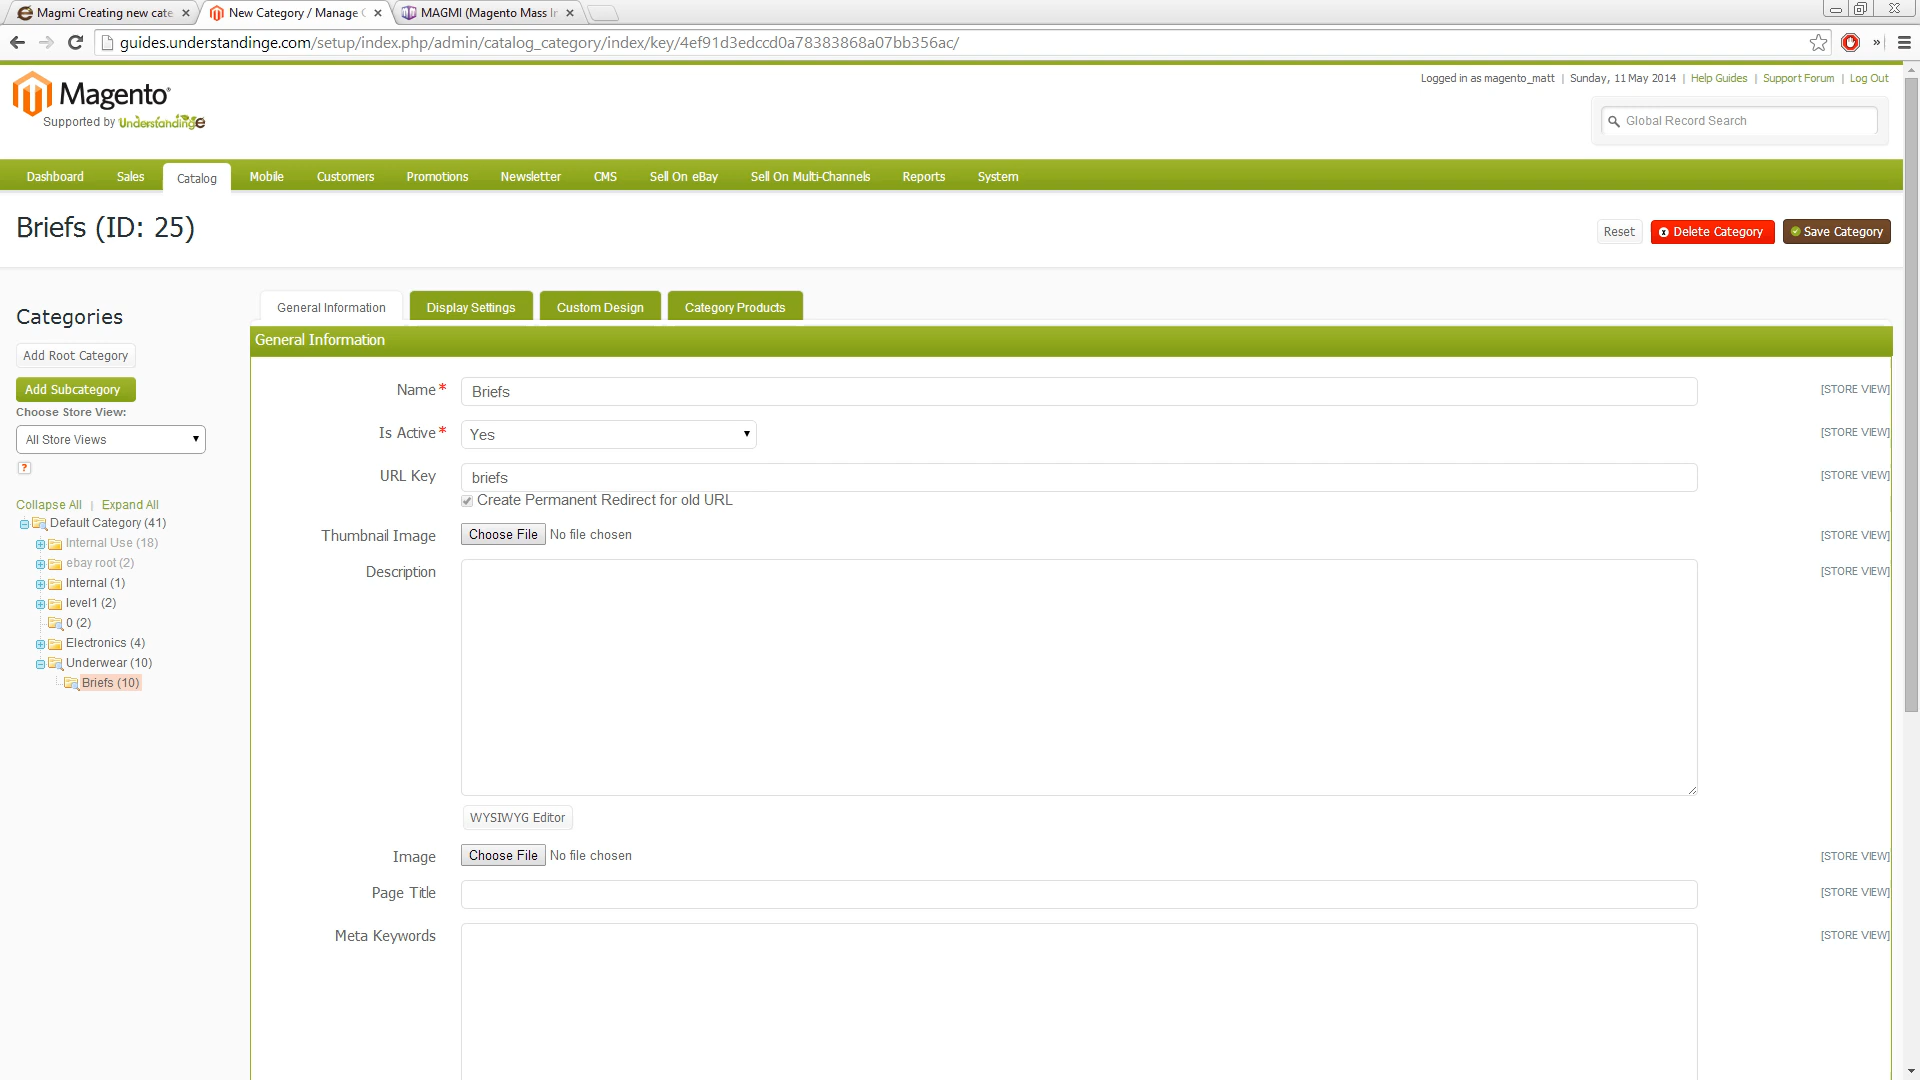 Magmi Creating new cate
New Category / Manage C
MAGMI (Magento Mass Ir
guides.understandinge.com/setup/index.php/admin/catalog_category/index/key/4ef91d3edccd0a78383868a07bb356ac/
Magento
Supported by Understandinge
Logged in as magento_matt | Sunday, 11 May 2014 | Help Guides | Support Forum | Log Out
Global Record Search
Dashboard Sales Catalog Mobile Customers Promotions Newsletter CMS Sell On eBay Sell On Multi-Channels Reports System
Briefs (ID: 25)
Reset Delete Category Save Category
Categories
Add Root Category
Add Subcategory
Choose Store View:
All Store Views
?
Collapse All | Expand All
Default Category (41)
Internal Use (18)
ebay root (2)
Internal (1)
level1 (2)
0 (2)
Electronics (4)
Underwear (10)
Briefs (10)
General Information Display Settings Custom Design Category Products
General Information
Name * Briefs [STORE VIEW]
Is Active * Yes [STORE VIEW]
URL Key briefs [STORE VIEW]
Create Permanent Redirect for old URL
Thumbnail Image Choose File No file chosen [STORE VIEW]
Description [STORE VIEW]
WYSIWYG Editor
Image Choose File No file chosen [STORE VIEW]
Page Title [STORE VIEW]
Meta Keywords [STORE VIEW]